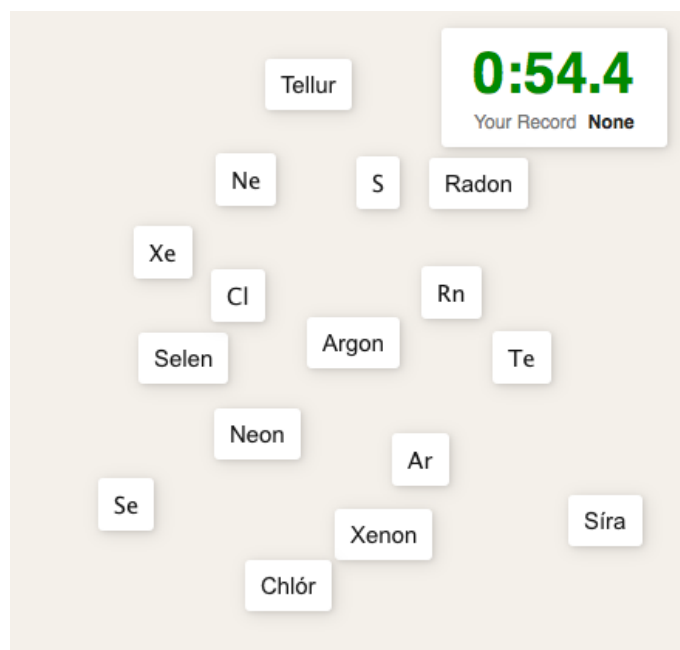 0:54.4
Tellur
Your Record None
Ne
S
Radon
Xe
Cl
Rn
Argon
Selen
Te
Neon
Ar
Se
Síra
Xenon
Chlór